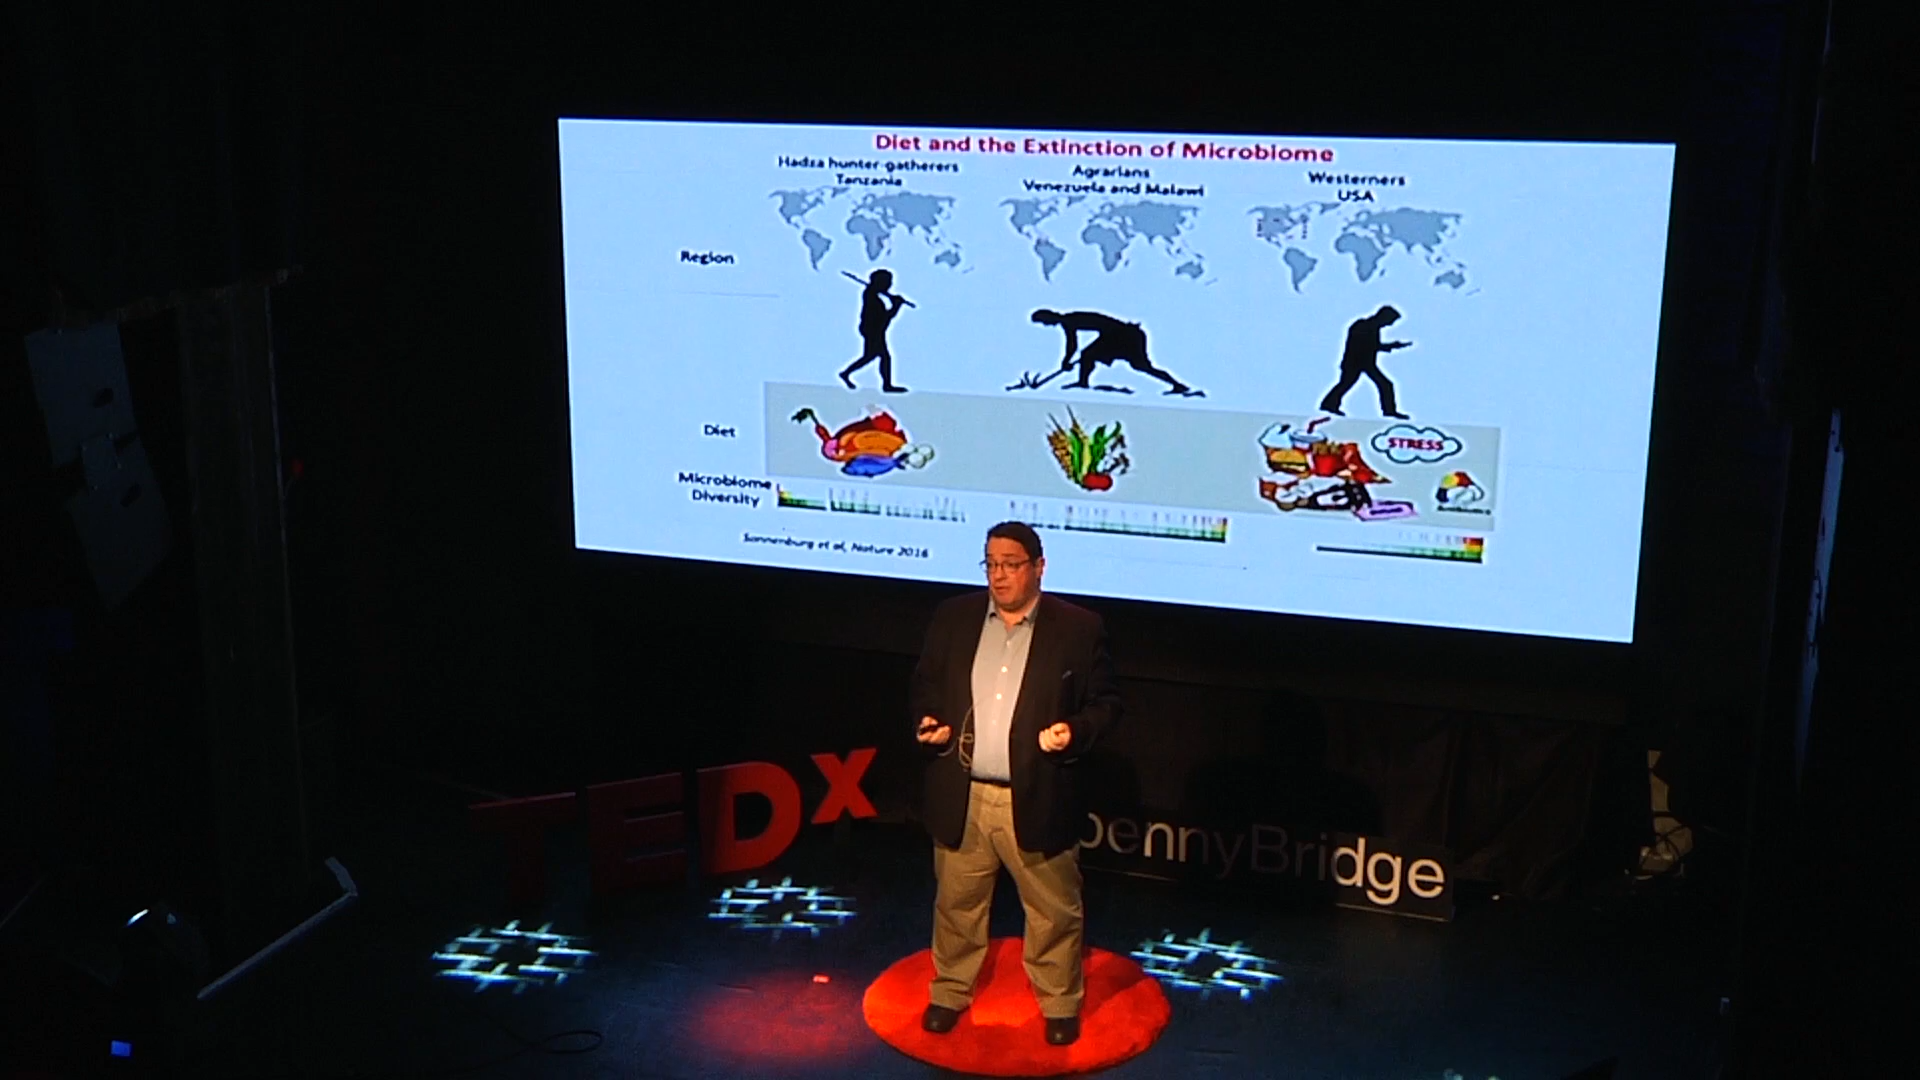 Diet and the Extinction of Microbiome
Hadza hunter-gatherers
Tanzania
Agrarians
Venezuela and Malawi
Westerners
USA
Region
Diet
STRESS
Microbiome
Diversity
Sonnenburg et al, Nature 2016
TEDx
pennyBridge